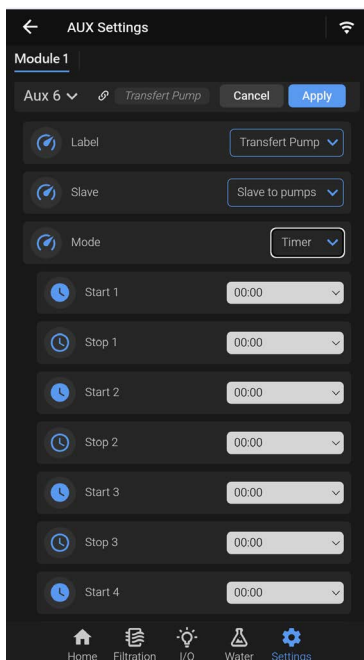 AUX Settings
Module 1
Aux 6 Transfert Pump Cancel Apply
Label Transfert Pump
Slave Slave to pumps
Mode Timer
Start 1 00:00
Stop 1 00:00
Start 2 00:00
Stop 2 00:00
Start 3 00:00
Stop 3 00:00
Start 4 00:00
Home Filtration I/O Water Settings